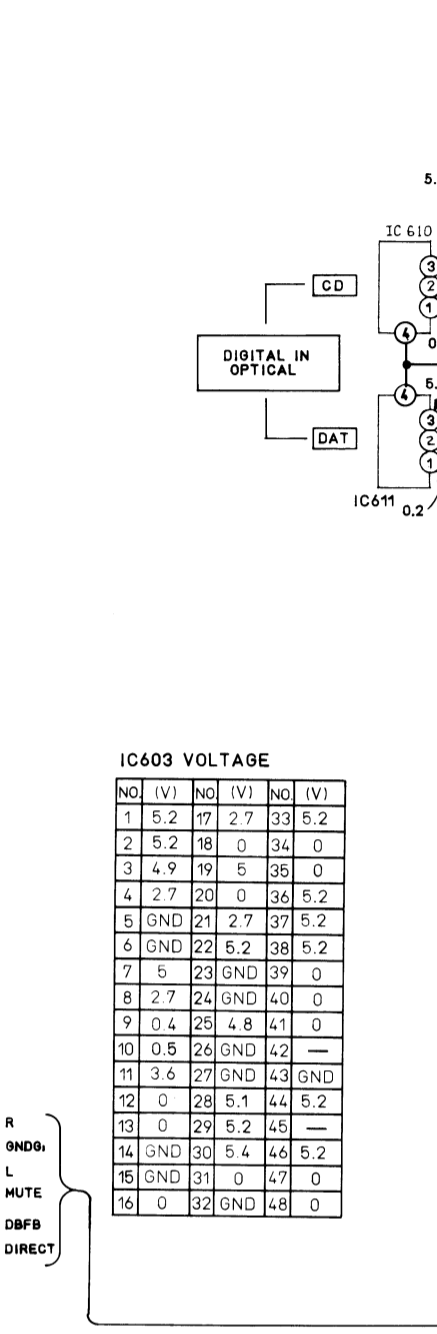 5.
IC 610
3
2
1
CD
4
0
DIGITAL IN
OPTICAL
4
5.
3
2
1
DAT
IC611
0.2
IC603 VOLTAGE
NO. (V) NO. (V) NO. (V)
1 5.2 17 2.7 33 5.2
2 5.2 18 0 34 0
3 4.9 19 5 35 0
4 2.7 20 0 36 5.2
5 GND 21 2.7 37 5.2
6 GND 22 5.2 38 5.2
7 5 23 GND 39 0
8 2.7 24 GND 40 0
9 0.4 25 4.8 41 0
10 0.5 26 GND 42 —
11 3.6 27 GND 43 GND
12 0 28 5.1 44 5.2
13 0 29 5.2 45 —
14 GND 30 5.4 46 5.2
15 GND 31 0 47 0
16 0 32 GND 48 0
R
L
MUTE
DBFB
DIRECT